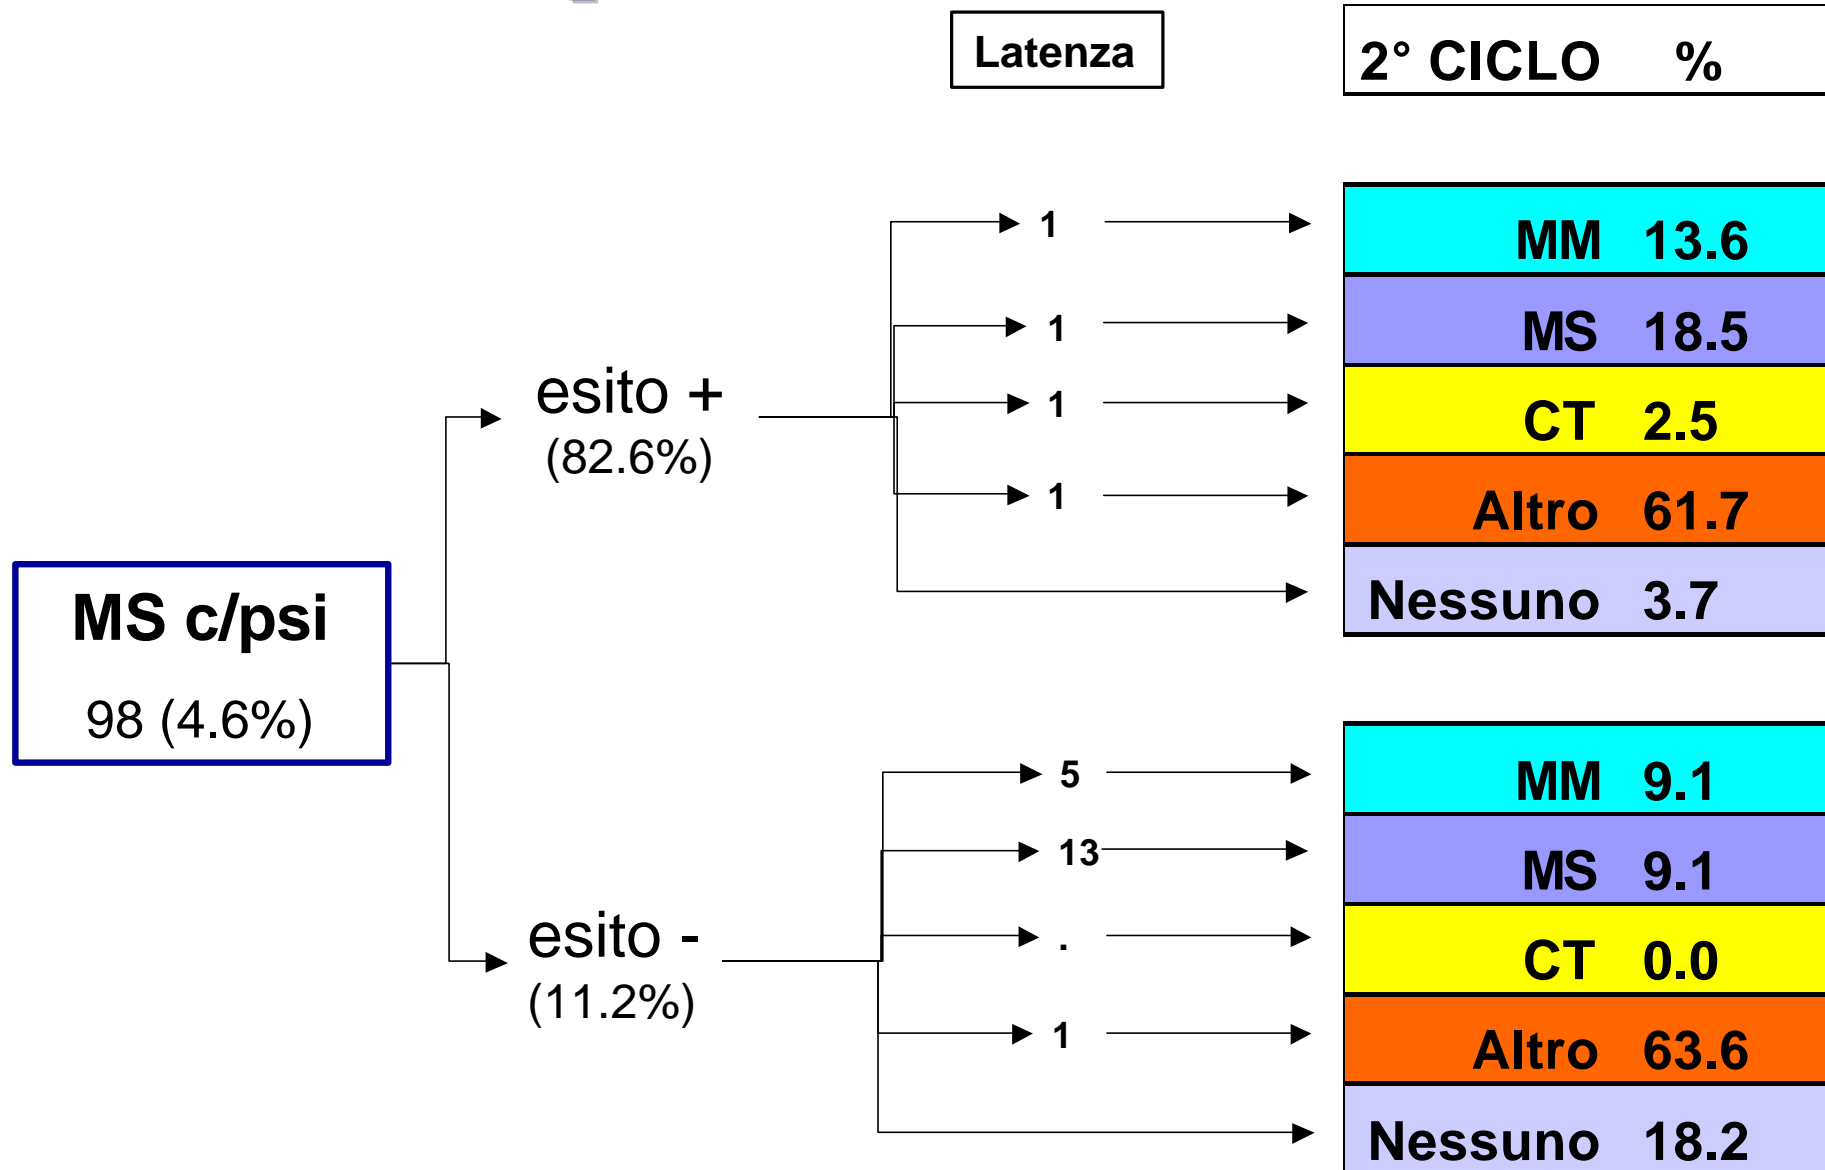 Latenza
2° CICLO %
1
MM 13.6
1
MS 18.5
esito +
(82.6%)
1
CT 2.5
1
Altro 61.7
Nessuno 3.7
MS c/psi
98 (4.6%)
5
MM 9.1
13
MS 9.1
esito -
(11.2%)
.
CT 0.0
1
Altro 63.6
Nessuno 18.2